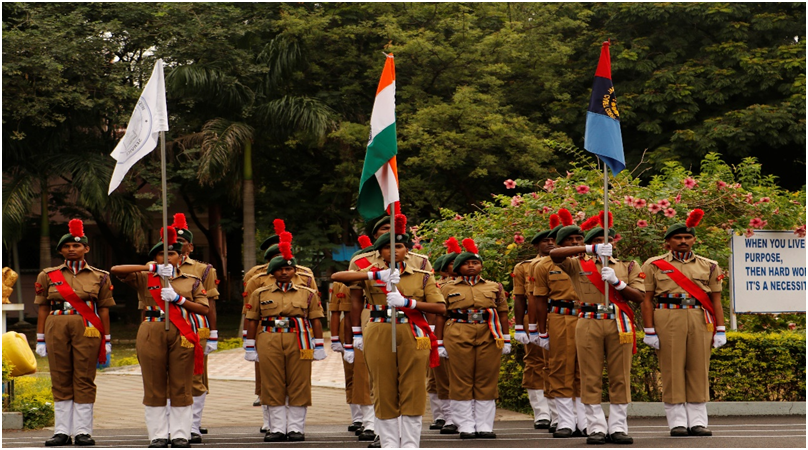 WHEN YOU LIVE
PURPOSE,
THEN HARD WO
IT'S A NECESSIT